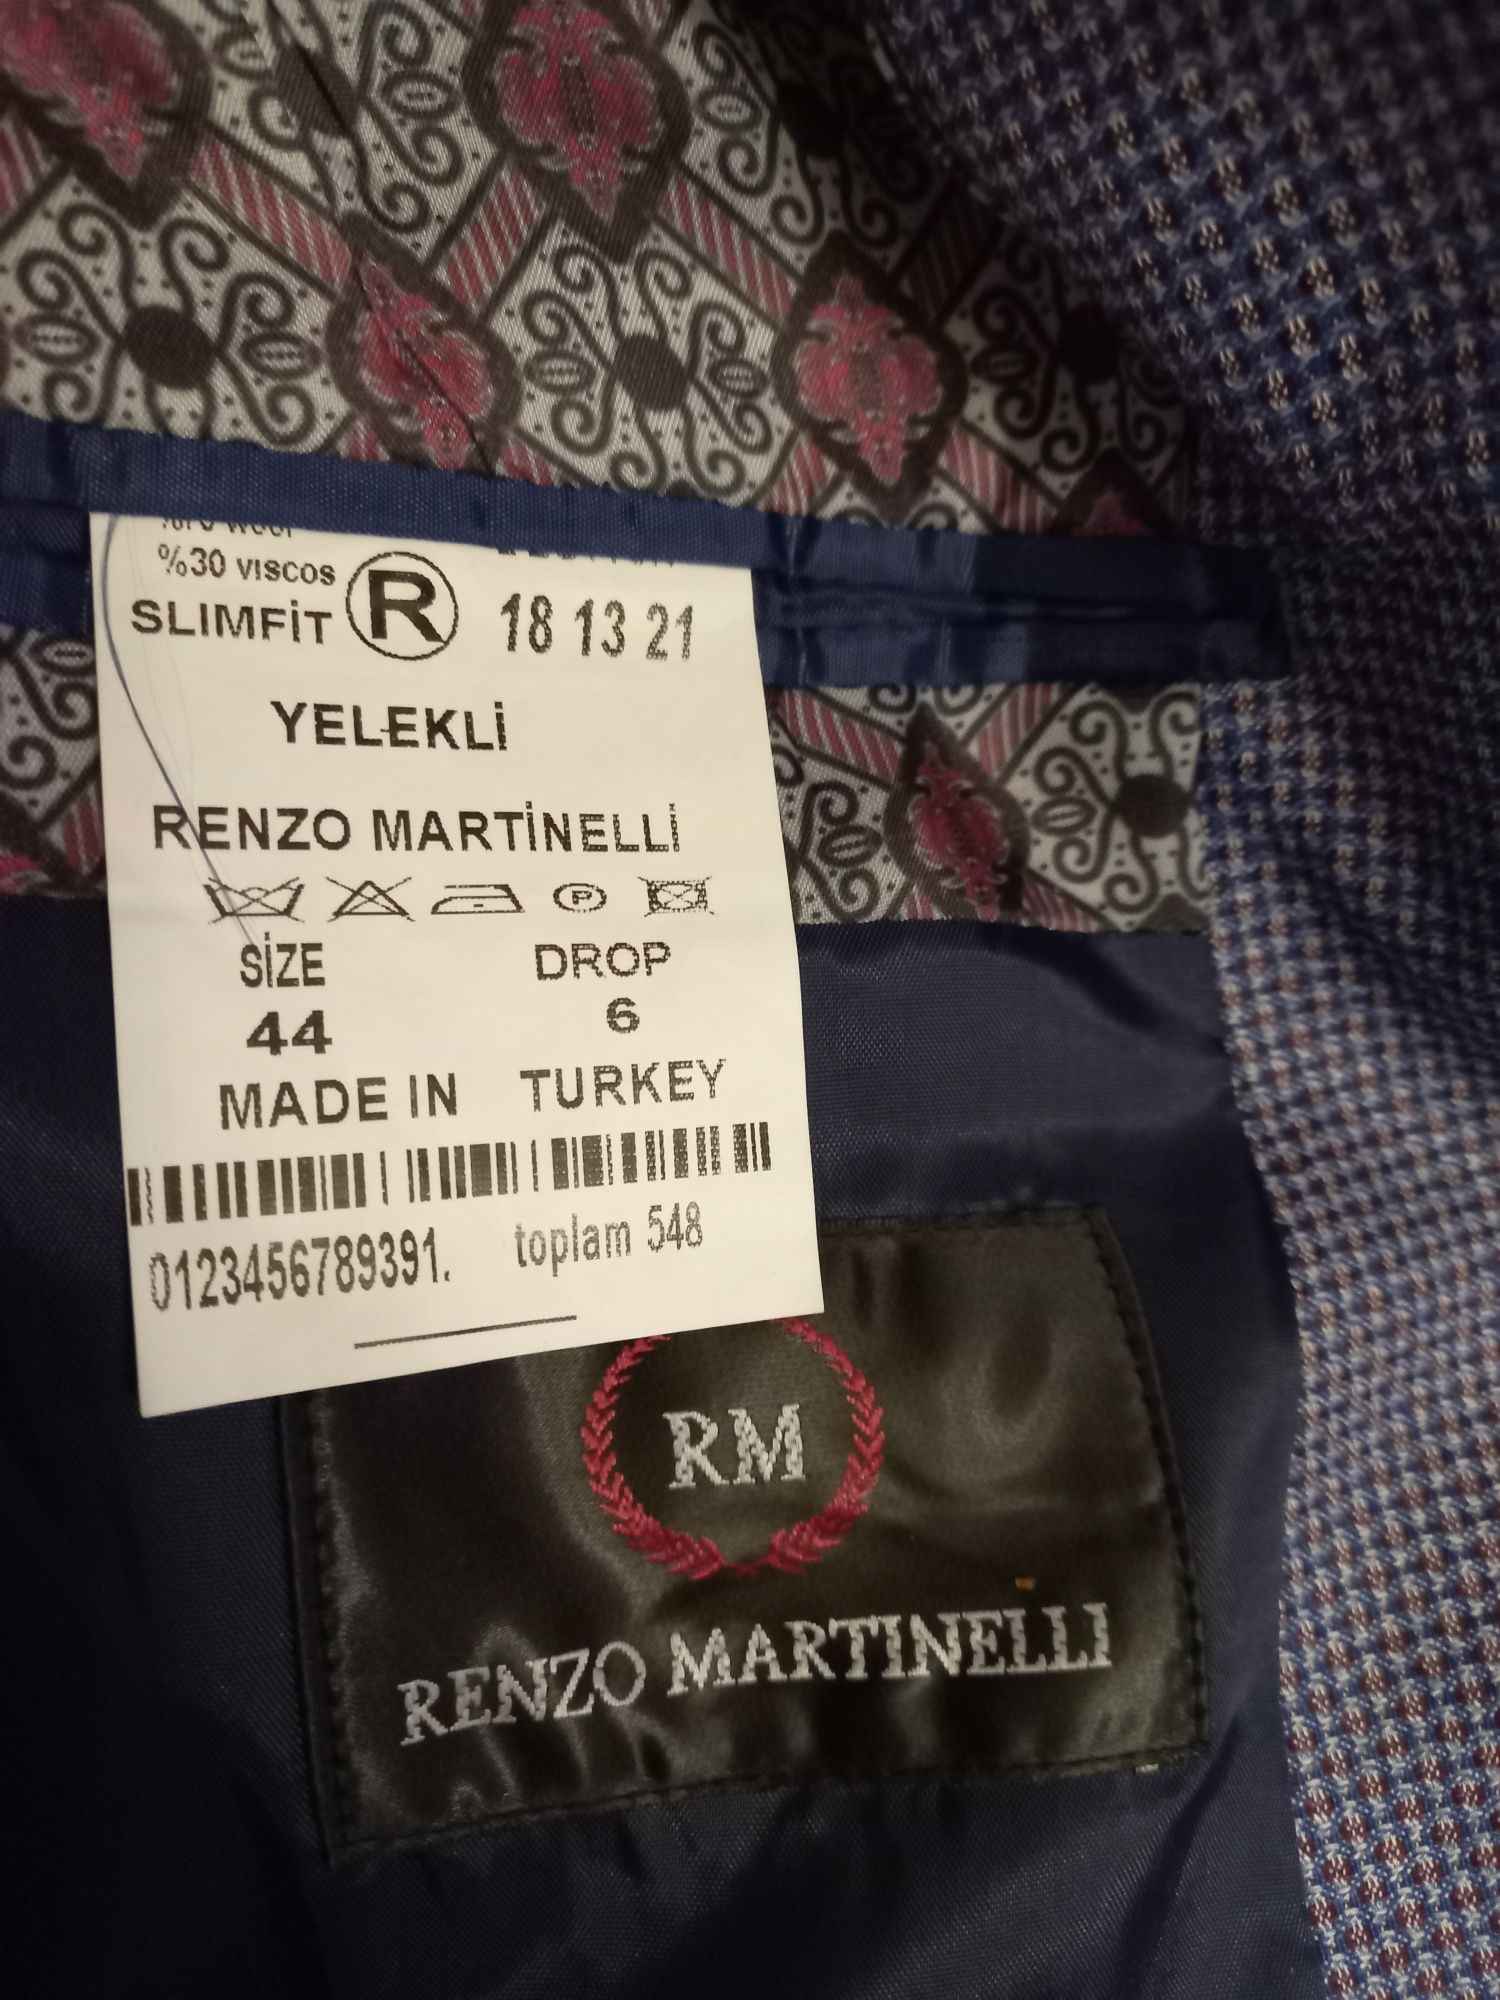 %30 VISCOS
SLIMFİT R 18 13 21
YELEKLİ
RENZO MARTİNELLİ
P
SİZE DROP
44 6
MADE IN TURKEY
0123456789391. toplam 548
RM
RENZO MARTINELLI